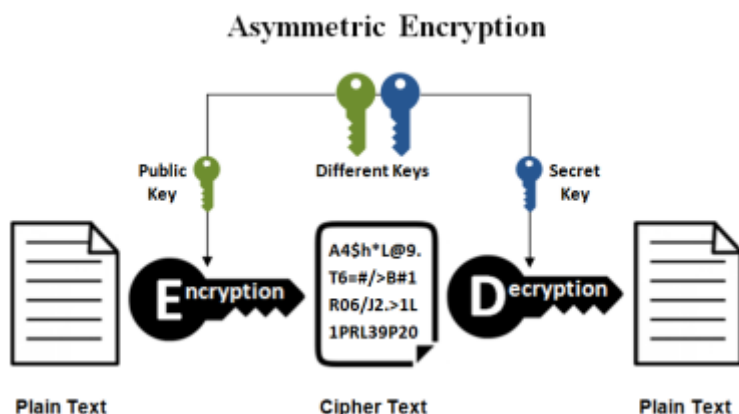 Asymmetric Encryption
Public
Key
Different Keys
Secret
Key
Encryption
A4$h*L@9.
T6=#/>B#1
R06/J2.>1L
1PRL39P20
Decryption
Plain Text
Cipher Text
Plain Text